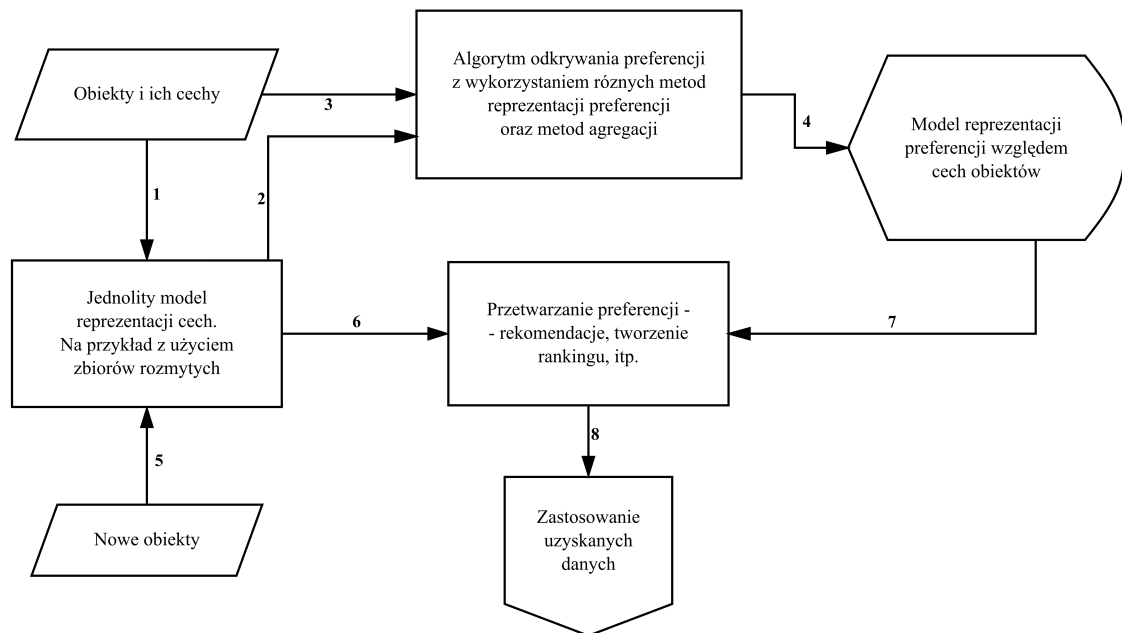 Obiekty i ich cechy
3
Algorytm odkrywania preferencji
z wykorzystaniem róznych metod
reprezentacji preferencji
oraz metod agregacji
4
Model reprezentacji
preferencji względem
cech obiektów
1
2
Jednolity model
reprezentacji cech.
Na przykład z użyciem
zbiorów rozmytych
6
Przetwarzanie preferencji -
- rekomendacje, tworzenie
rankingu, itp.
7
5
8
Nowe obiekty
Zastosowanie
uzyskanych
danych